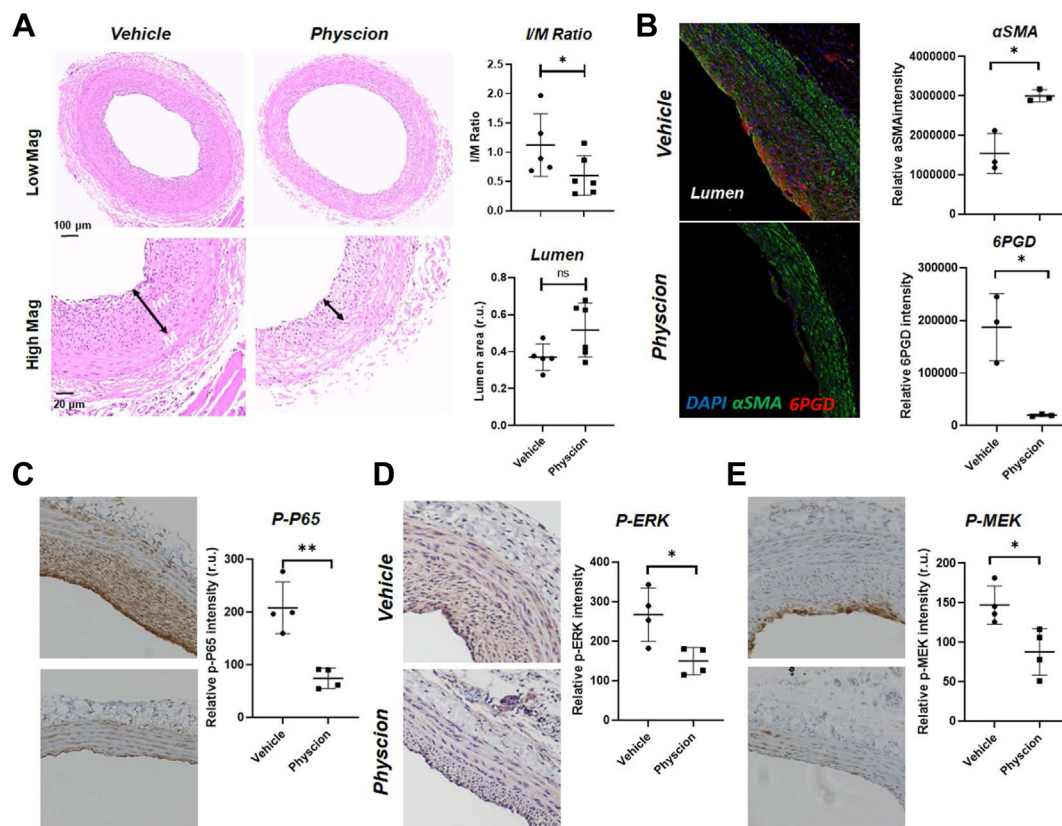 A
Vehicle
Physcion
Low Mag
100 µm
High Mag
Int
M
Adv
20 µm
I/M Ratio
*
I/M Ratio
2.5
2.0
1.5
1.0
0.5
0.0
Lumen
ns
Lumen area (r.u.)
0.8
0.6
0.4
0.2
0.0
Vehicle
Physcion
B
Vehicle
Lumen
Physcion
DAPI αSMA 6PGD
αSMA
*
Relative aSMAintensity
4000000
3000000
2000000
1000000
0
6PGD
*
Relative 6PGD intensity
300000
200000
100000
0
Vehicle
Physcion
C
P-P65
**
Relative p-P65 intensity (r.u.)
300
200
100
0
Vehicle
Physcion
D
Vehicle
Physcion
P-ERK
*
Relative p-ERK intensity
400
300
200
100
0
Vehicle
Physcion
E
P-MEK
*
Relative p-MEK intensity (r.u.)
200
150
100
50
0
Vehicle
Physcion